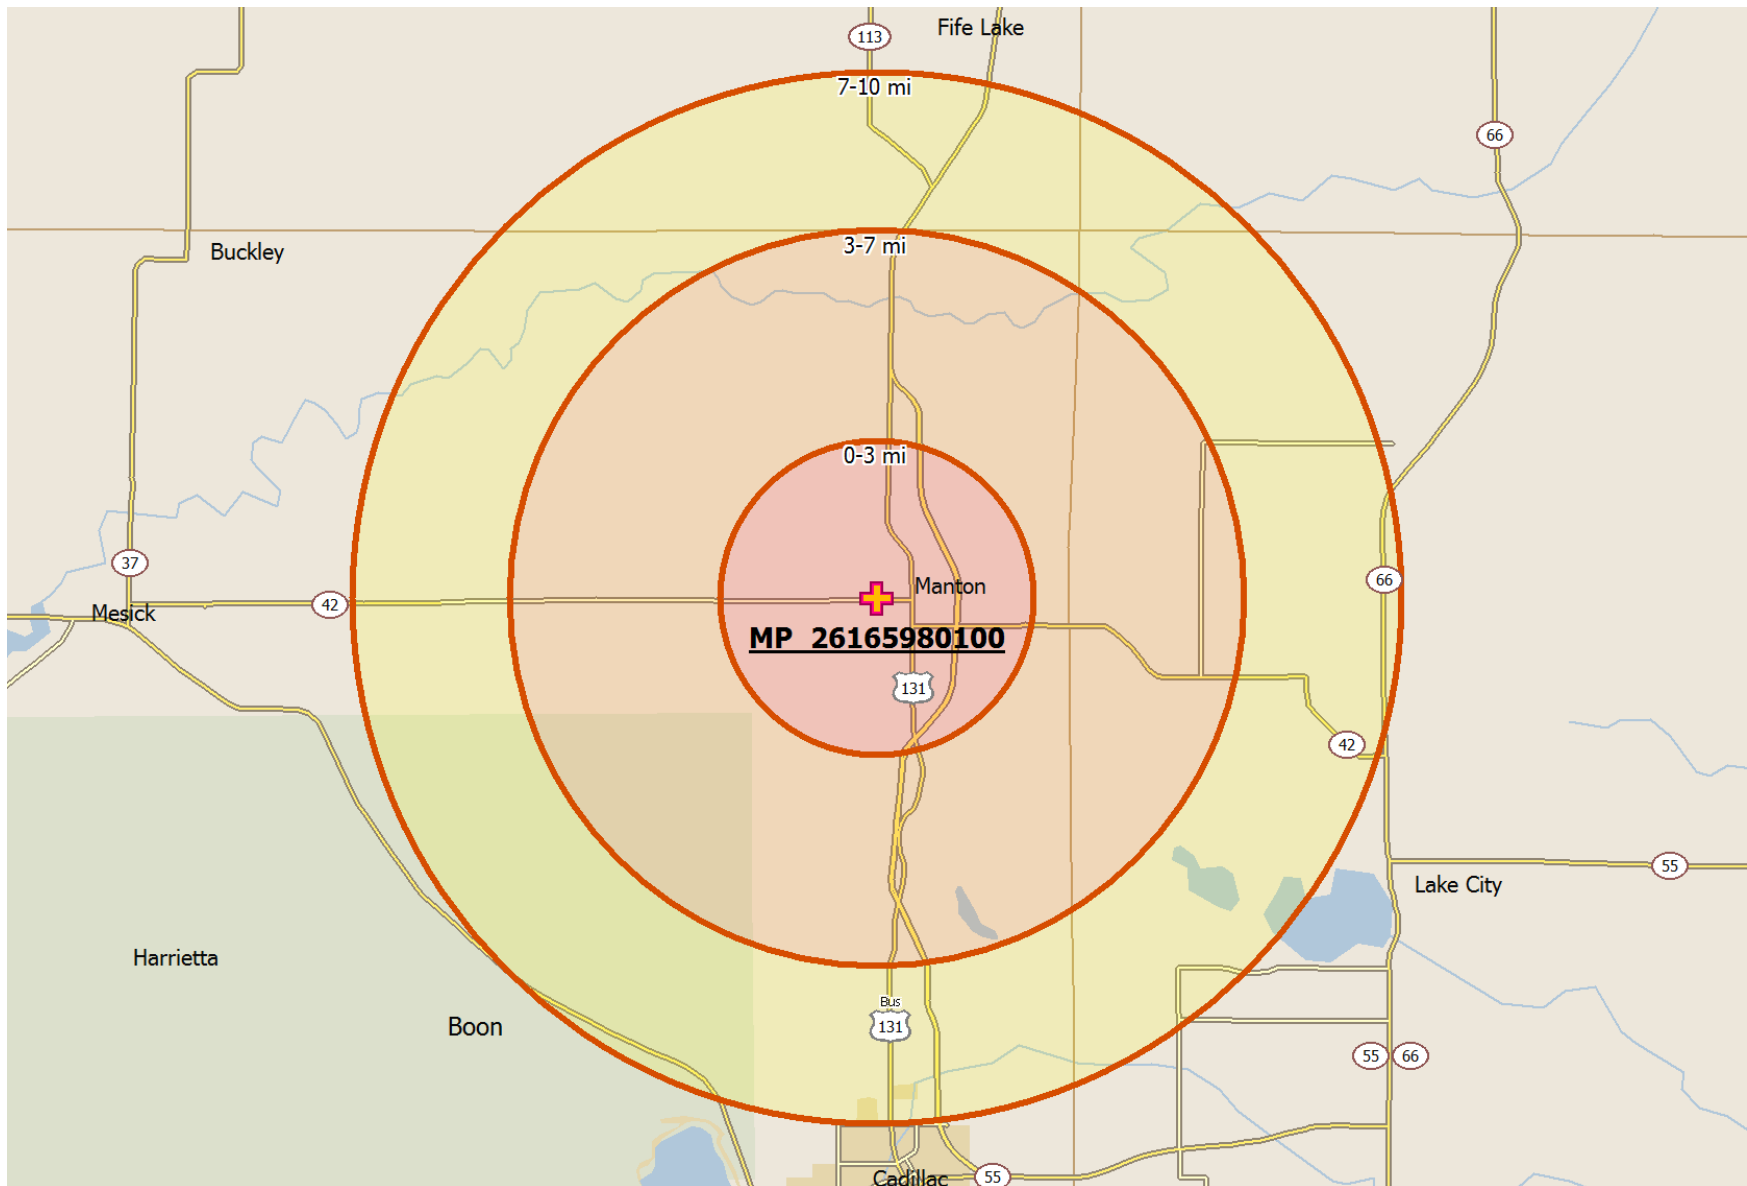 Fife Lake
113
7-10 mi
66
3-7 mi
Buckley
0-3 mi
37
66
Manton
42
Mesick
MP 26165980100
131
42
55
Lake City
Harrietta
Bus
131
Boon
55
66
Cadillac
55